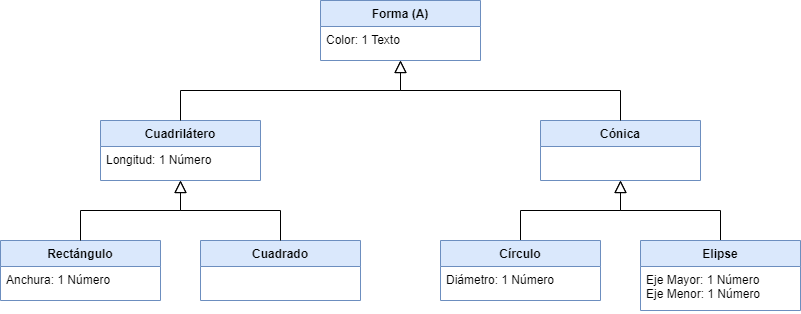 Forma (A)
Color: 1 Texto
Cuadrilátero
Longitud: 1 Número
Cónica
Rectángulo
Anchura: 1 Número
Cuadrado
Círculo
Diámetro: 1 Número
Elipse
Eje Mayor: 1 Número
Eje Menor: 1 Número